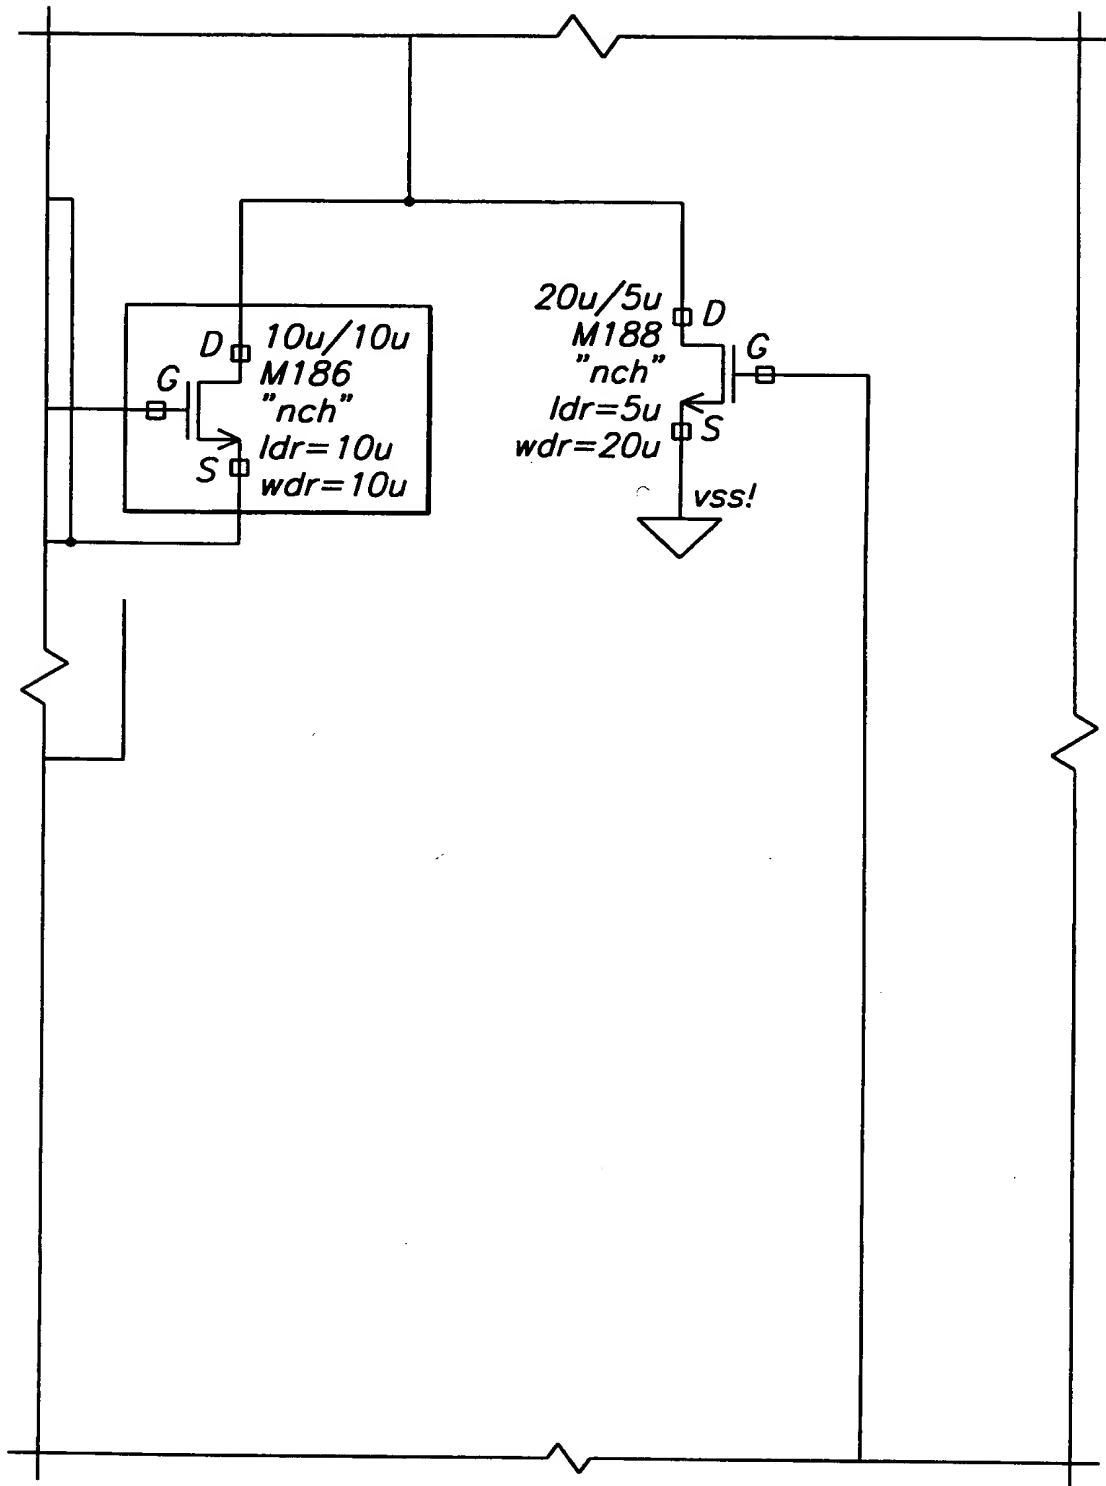 D
10u/10u
M186
G
"nch"
ldr=10u
S
wdr=10u
20u/5u
D
M188
G
"nch"
ldr=5u
S
wdr=20u
vss!